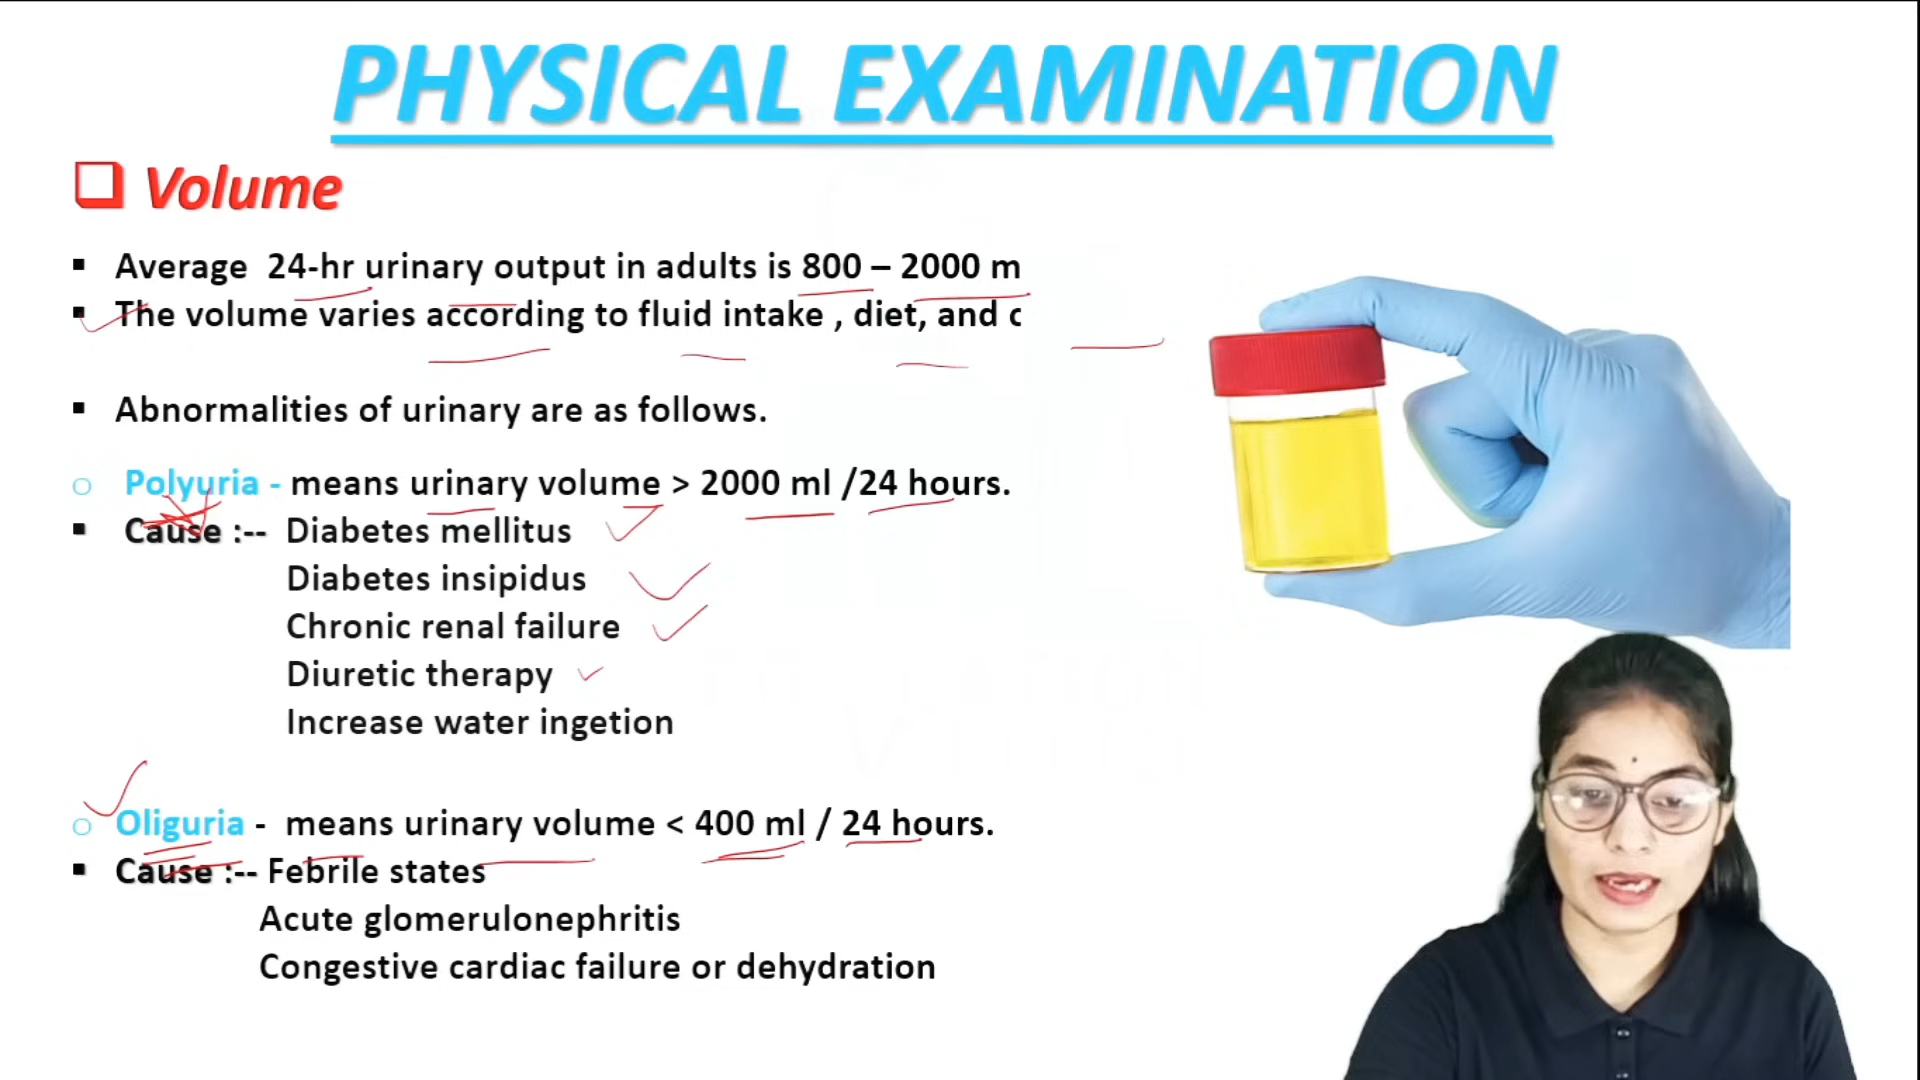 PHYSICAL EXAMINATION
Volume
Average 24-hr urinary output in adults is 800 – 2000 m
The volume varies according to fluid intake , diet, and c
Abnormalities of urinary are as follows.
Polyuria - means urinary volume > 2000 ml /24 hours.
Cause :-- Diabetes mellitus
Diabetes insipidus
Chronic renal failure
Diuretic therapy
Increase water ingetion
Oliguria - means urinary volume < 400 ml / 24 hours.
Cause :-- Febrile states
Acute glomerulonephritis
Congestive cardiac failure or dehydration